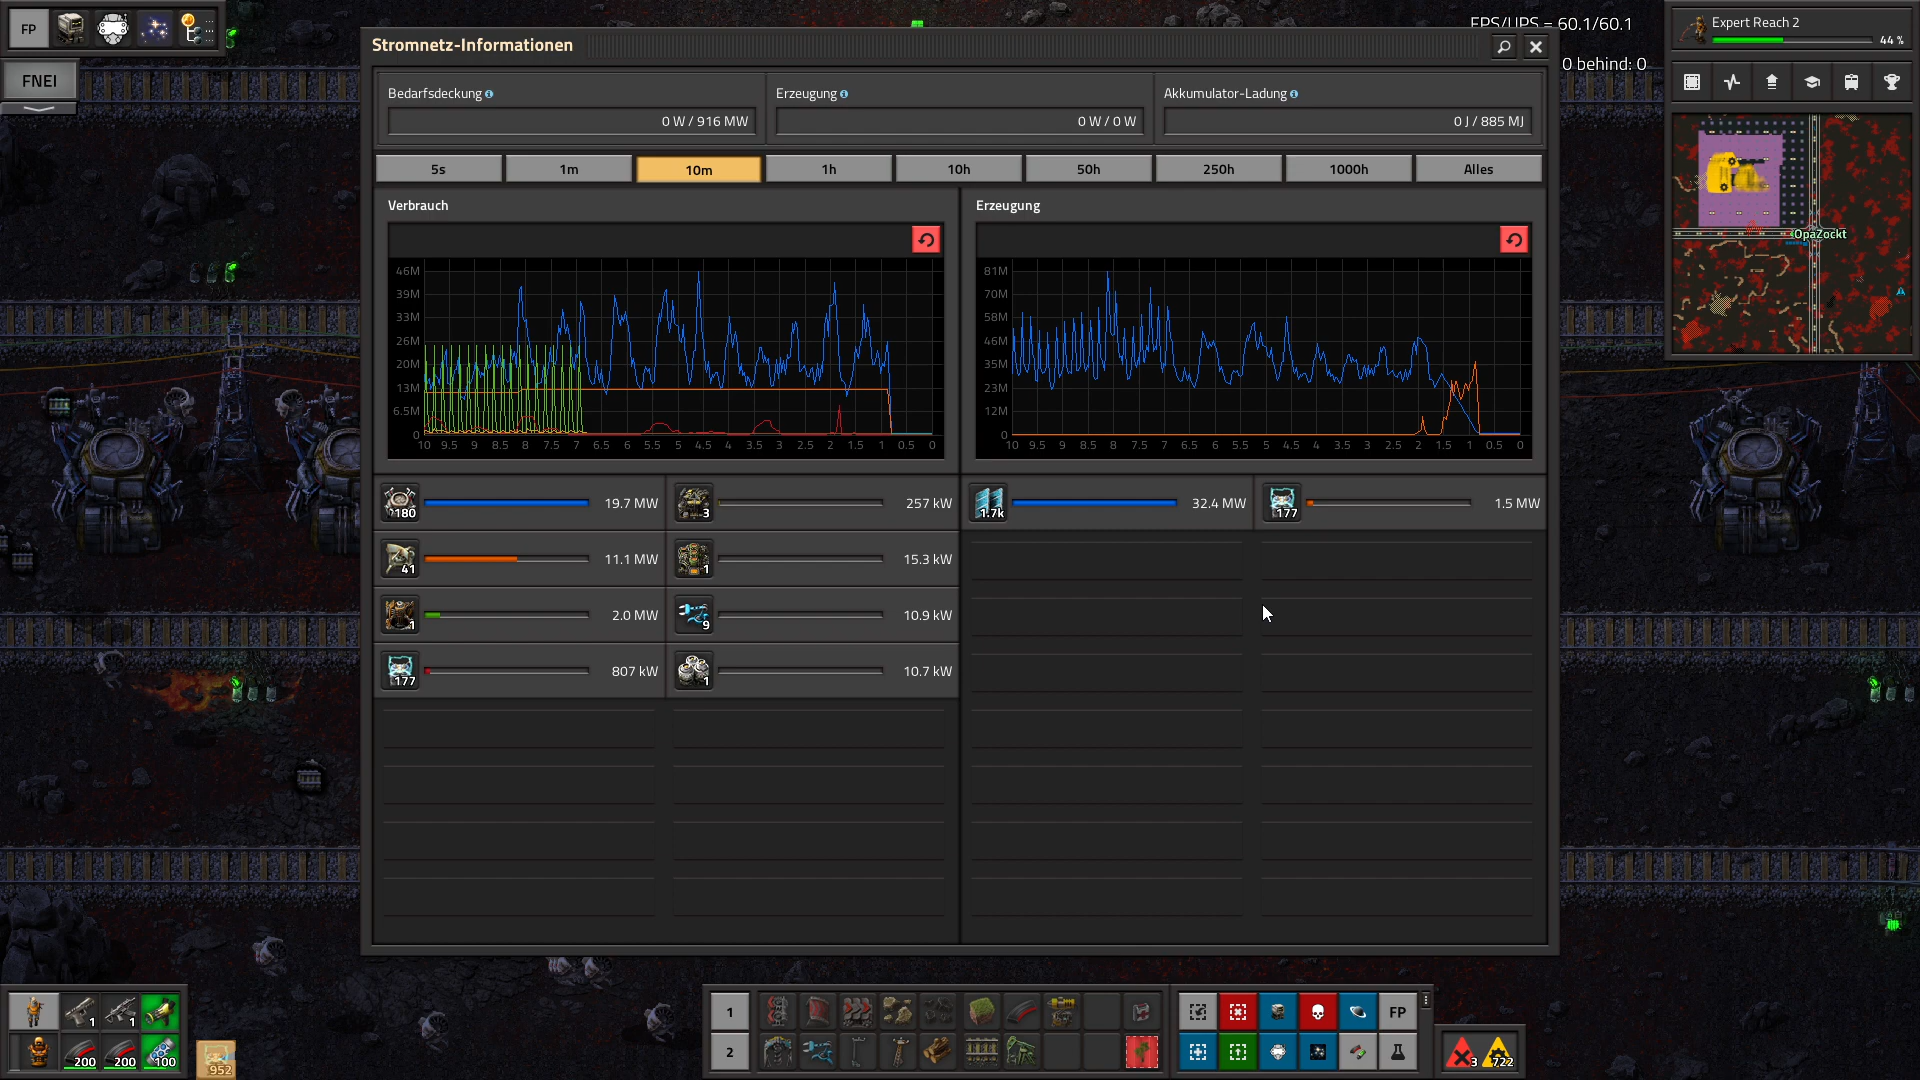 FP
FNEI
Stromnetz-Informationen
FPS/UPS = 60.1/60.1
0 behind: 0
Expert Reach 2
44 %
OpaZockt
Bedarfsdeckung
0 W / 916 MW
Erzeugung
0 W / 0 W
Akkumulator-Ladung
0 J / 885 MJ
5s 1m 10m 1h 10h 50h 250h 1000h Alles
Verbrauch
46M
39M
33M
26M
20M
13M
6.5M
0
10 9.5 9 8.5 8 7.5 7 6.5 6 5.5 5 4.5 4 3.5 3 2.5 2 1.5 1 0.5 0
Erzeugung
81M
70M
58M
46M
35M
23M
12M
0
10 9.5 9 8.5 8 7.5 7 6.5 6 5.5 5 4.5 4 3.5 3 2.5 2 1.5 1 0.5 0
180 19.7 MW
3 257 kW
41 11.1 MW
1 15.3 kW
1 2.0 MW
9 10.9 kW
177 807 kW
1 10.7 kW
1.7k 32.4 MW
177 1.5 MW
1 1
200 200 100
952
1
2
FP
3 722